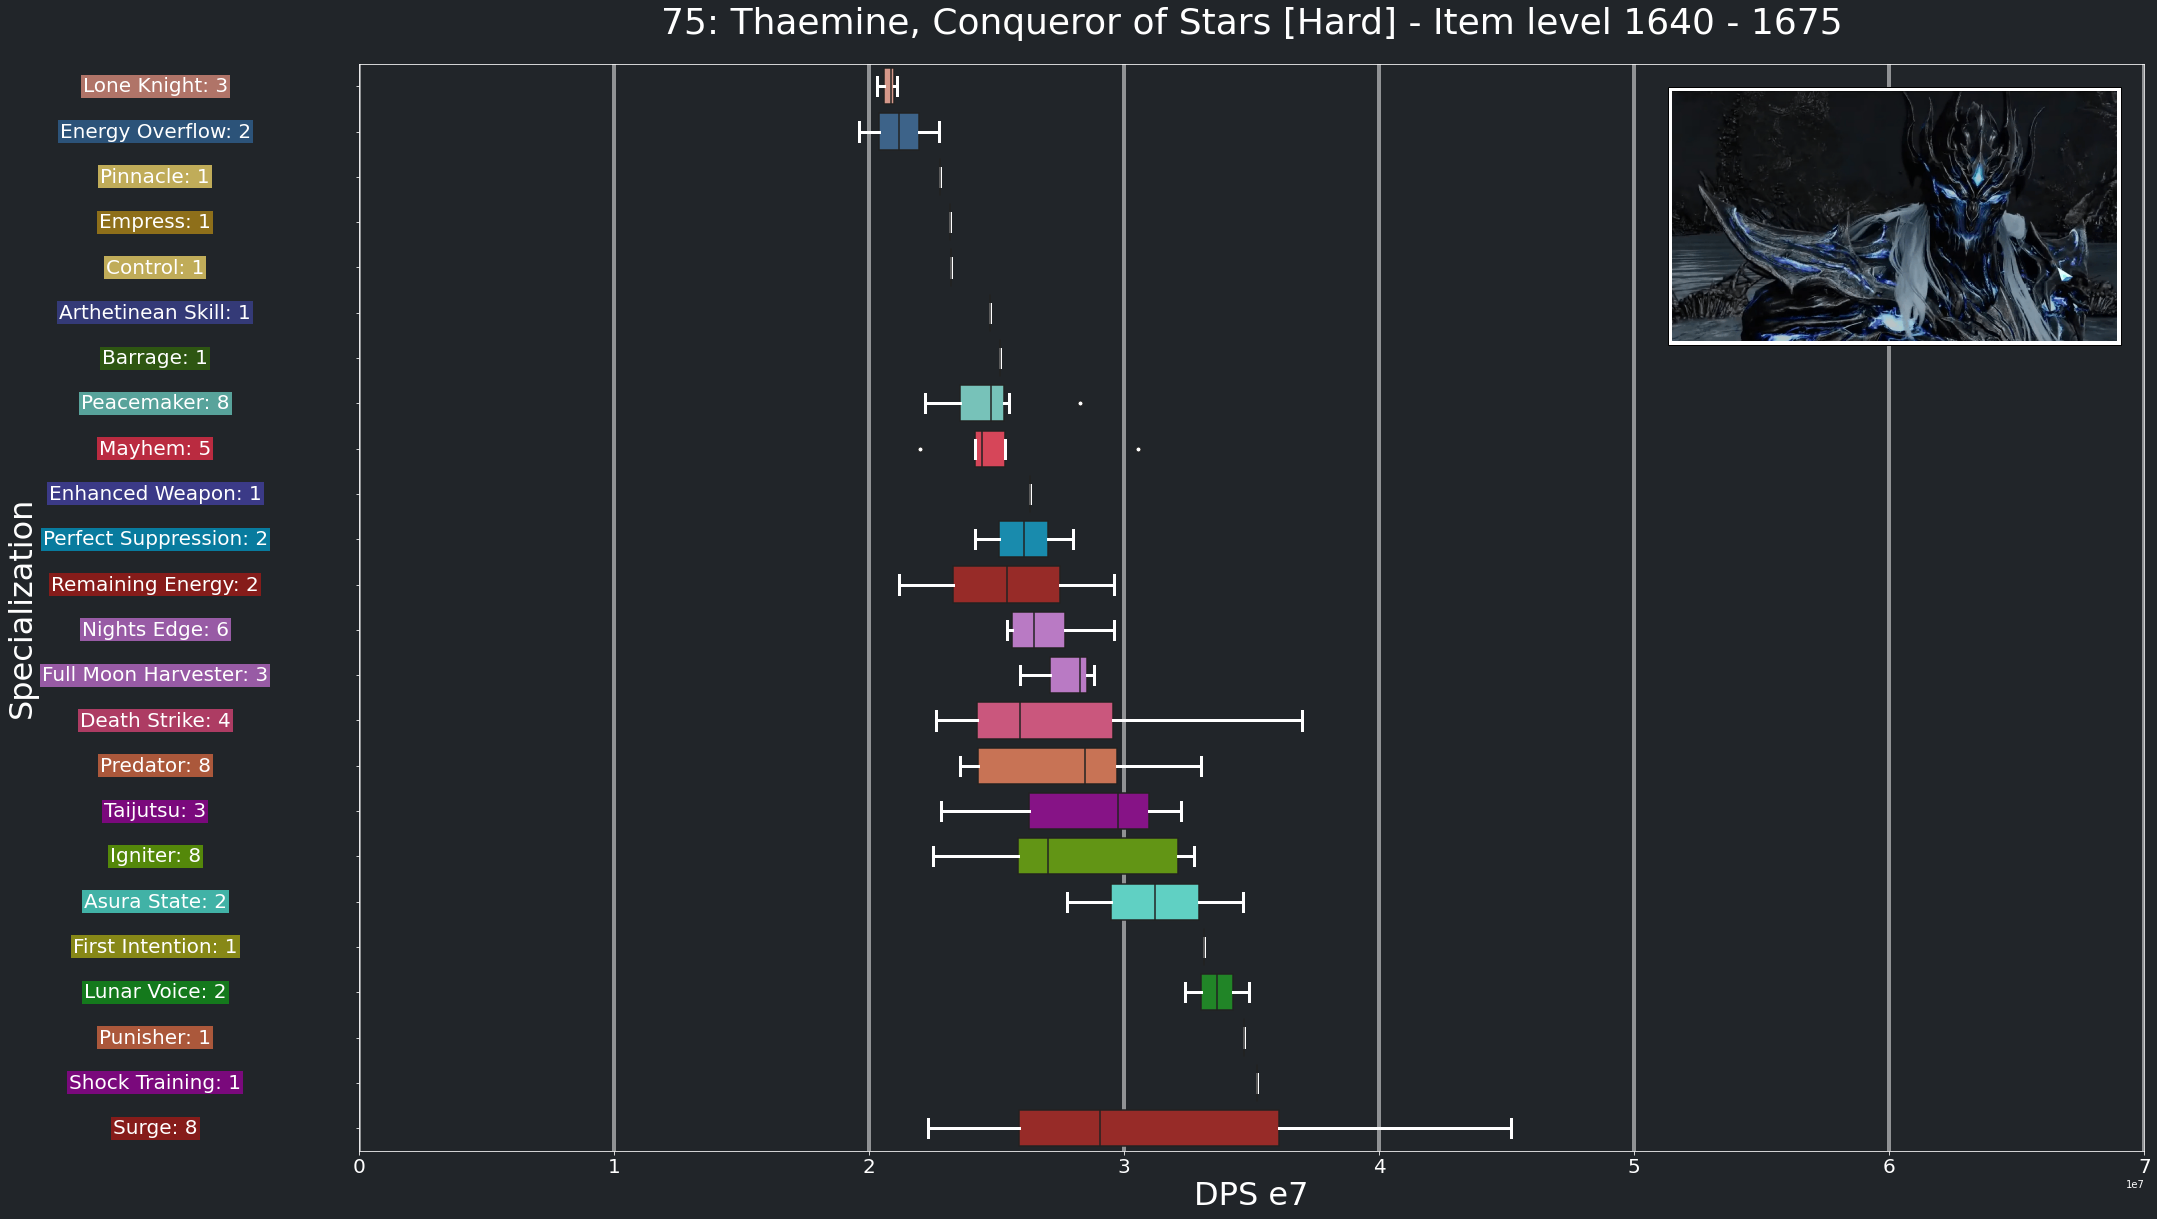 75: Thaemine, Conqueror of Stars [Hard] - Item level 1640 - 1675
Specialization
Lone Knight: 3
Energy Overflow: 2
Pinnacle: 1
Empress: 1
Control: 1
Arthetinean Skill: 1
Barrage: 1
Peacemaker: 8
Mayhem: 5
Enhanced Weapon: 1
Perfect Suppression: 2
Remaining Energy: 2
Nights Edge: 6
Full Moon Harvester: 3
Death Strike: 4
Predator: 8
Taijutsu: 3
Igniter: 8
Asura State: 2
First Intention: 1
Lunar Voice: 2
Punisher: 1
Shock Training: 1
Surge: 8
0 1 2 3 4 5 6 7
1e7
DPS e7